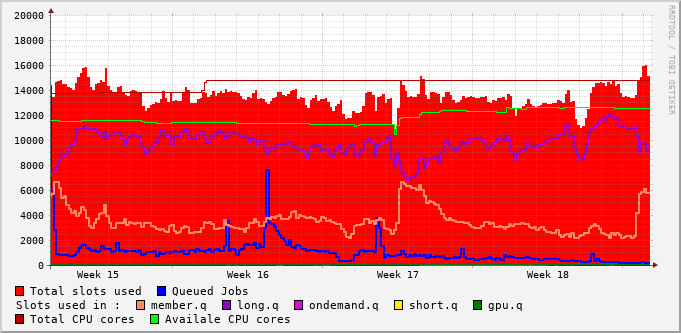 20000
18000
16000
14000
12000
10000
8000
6000
4000
2000
0
Week 15 Week 16 Week 17 Week 18
Total slots used Queued Jobs
Slots used in : member.q long.q ondemand.q short.q gpu.q
Total CPU cores Availale CPU cores
RRDTOOL / TOBI OETIKER